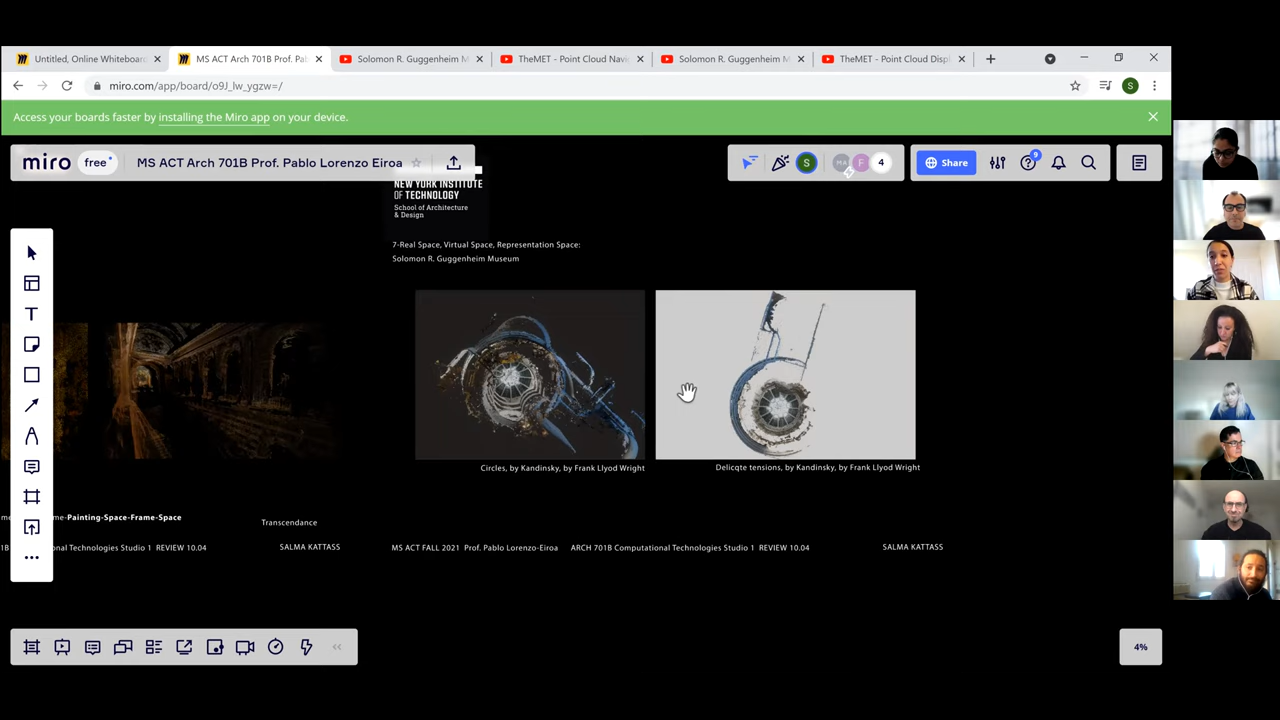 Untitled, Online Whiteboard
MS ACT Arch 701B Prof. Pa
Solomon R. Guggenheim M
TheMET - Point Cloud Navi
Solomon R. Guggenheim M
TheMET - Point Cloud Disp
miro.com/app/board/o9J_lw_ygzw=/
S
Access your boards faster by installing the Miro app on your device.
miro free MS ACT Arch 701B Prof. Pablo Lorenzo Eiroa
S MA F 4 Share 9
NEW YORK INSTITUTE
OF TECHNOLOGY
School of Architecture
& Design
7-Real Space, Virtual Space, Representation Space:
Solomon R. Guggenheim Museum
Circles, by Kandinsky, by Frank Llyod Wright
Delicqte tensions, by Kandinsky, by Frank Llyod Wright
me-Painting-Space-Frame-Space
Transcendance
onal Technologies Studio 1 REVIEW 10.04
SALMA KATTASS
MS ACT FALL 2021 Prof. Pablo Lorenzo-Eiroa ARCH 701B Computational Technologies Studio 1 REVIEW 10.04
SALMA KATTASS
4%